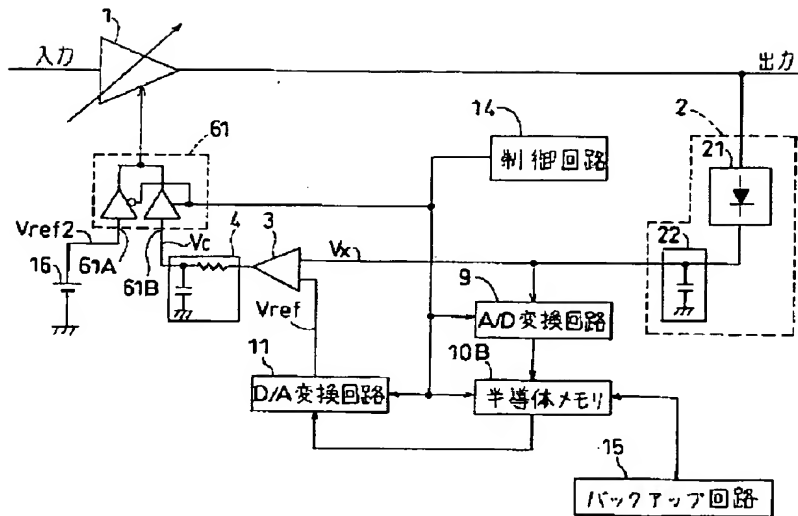 1
入力
出力
14
制御回路
2
21
61
Vref2
61A
61B
Vc
4
3
Vx
22
16
9
A/D変換回路
Vref
11
D/A変換回路
10B
半導体メモリ
15
バックアップ回路